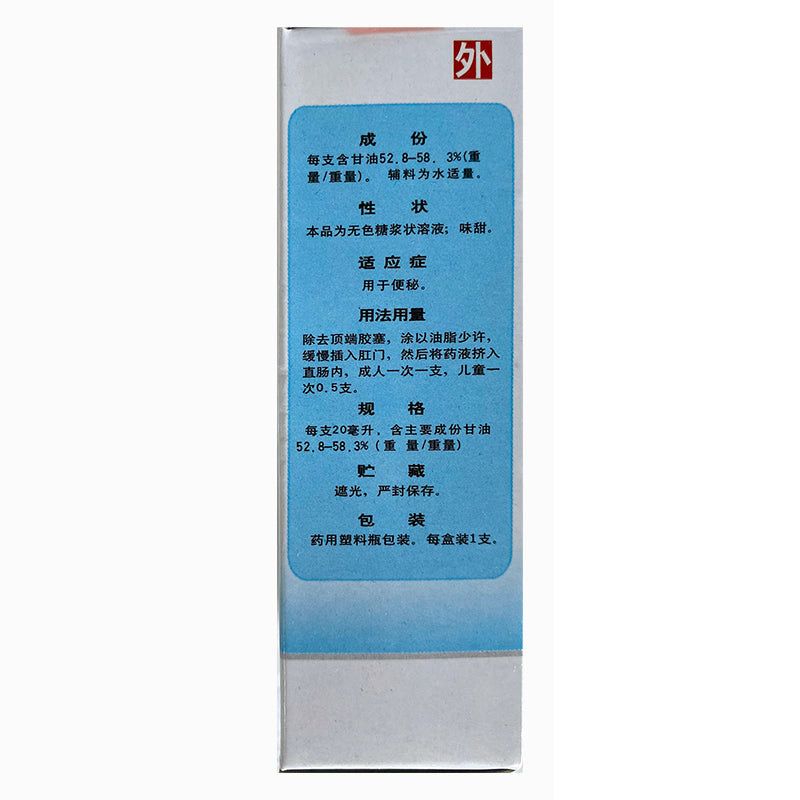 外
成 份
每支含甘油52.8—58. 3%(重
量/重量)。 辅料为水适量。
性 状
本品为无色糖浆状溶液；味甜。
适应症
用于便秘。
用法用量
除去顶端胶塞，涂以油脂少许，
缓慢插入肛门，然后将药液挤入
直肠内，成人一次一支，儿童一
次0.5支。
规 格
每支20毫升，含主要成份甘油
52.8—58.3% (重 量/重量)
贮 藏
遮光，严封保存。
包 装
药用塑料瓶包装。 每盒装1支。